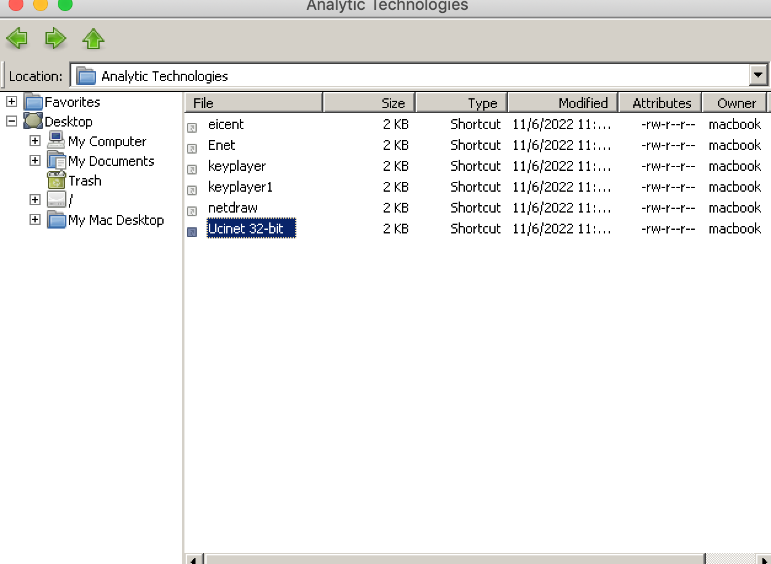 Analytic Technologies
Location: Analytic Technologies
Favorites
Desktop
My Computer
My Documents
Trash
/
My Mac Desktop
File Size Type Modified Attributes Owner
eicent 2 KB Shortcut 11/6/2022 11:... -rw-r--r-- macbook
Enet 2 KB Shortcut 11/6/2022 11:... -rw-r--r-- macbook
keyplayer 2 KB Shortcut 11/6/2022 11:... -rw-r--r-- macbook
keyplayer1 2 KB Shortcut 11/6/2022 11:... -rw-r--r-- macbook
netdraw 2 KB Shortcut 11/6/2022 11:... -rw-r--r-- macbook
Ucinet 32-bit 2 KB Shortcut 11/6/2022 11:... -rw-r--r-- macbook